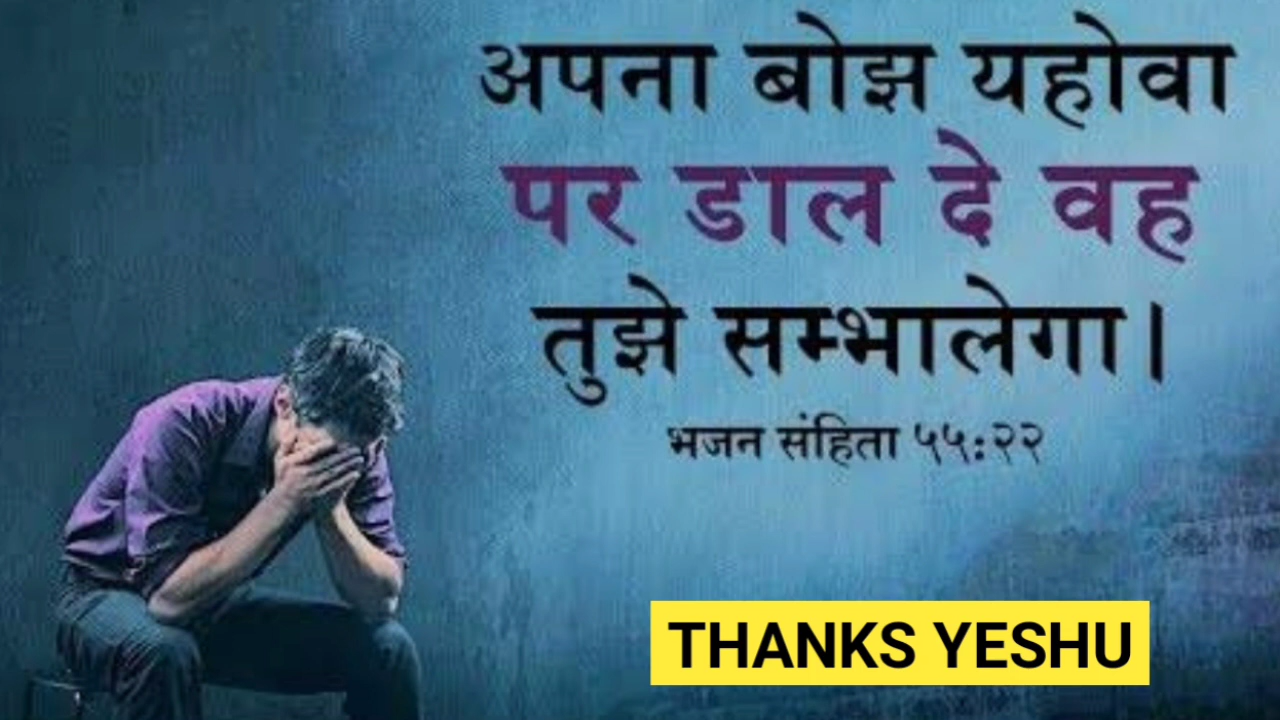 अपना बोझ यहोवा
पर डाल दे वह
तुझे सम्भालेगा।
भजन संहिता ५५:२२
THANKS YESHU